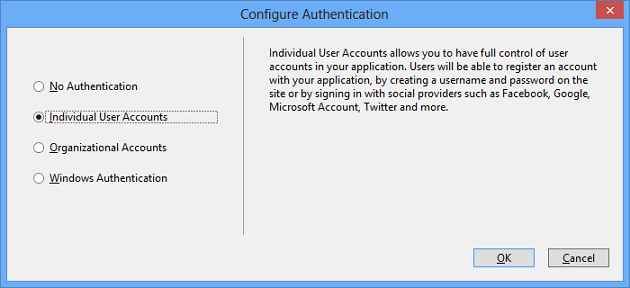 Configure Authentication
No Authentication
Individual User Accounts
Organizational Accounts
Windows Authentication
Individual User Accounts allows you to have full control of user
accounts in your application. Users will be able to register an account
with your application, by creating a username and password on the
site or by signing in with social providers such as Facebook, Google,
Microsoft Account, Twitter and more.
OK
Cancel